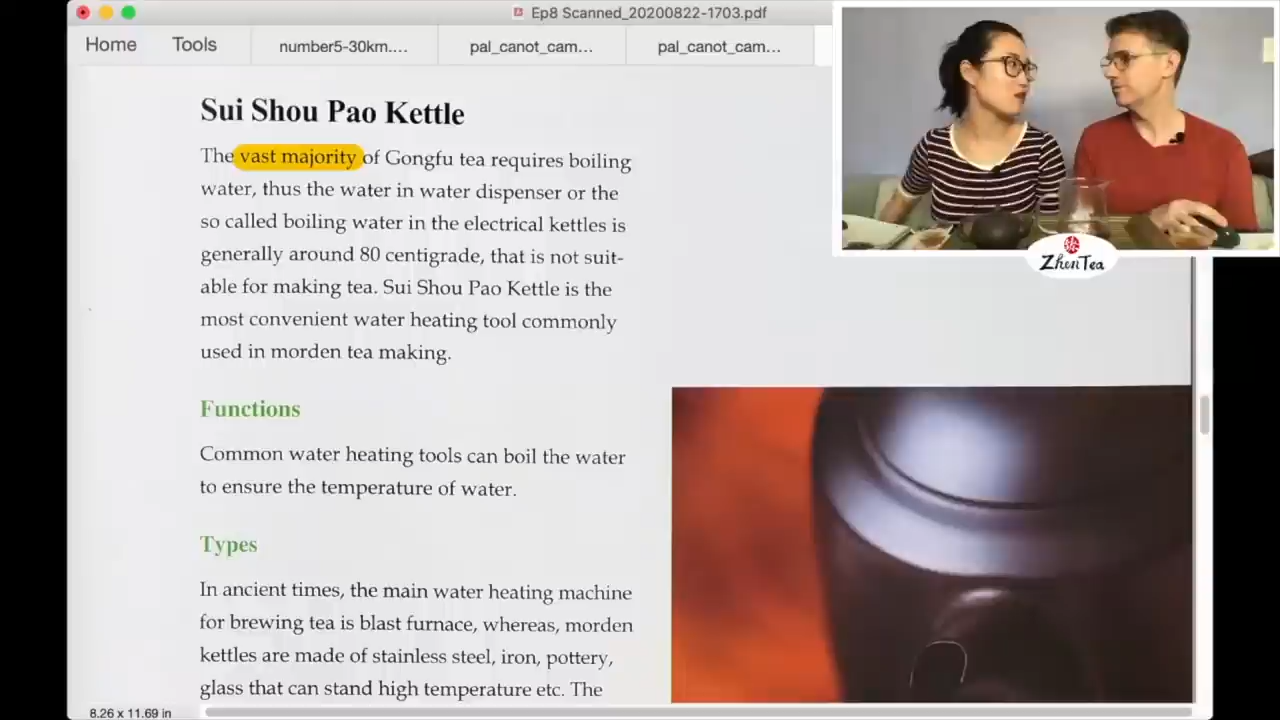 Ep8 Scanned_20200822-1703.pdf
Home
Tools
number5-30km....
pal_canot_cam...
pal_canot_cam...
Sui Shou Pao Kettle
The vast majority of Gongfu tea requires boiling
water, thus the water in water dispenser or the
so called boiling water in the electrical kettles is
generally around 80 centigrade, that is not suit-
able for making tea. Sui Shou Pao Kettle is the
most convenient water heating tool commonly
used in morden tea making.
Functions
Common water heating tools can boil the water
to ensure the temperature of water.
Types
In ancient times, the main water heating machine
for brewing tea is blast furnace, whereas, morden
kettles are made of stainless steel, iron, pottery,
glass that can stand high temperature etc. The
8.26 x 11.69 in
Zhen Tea